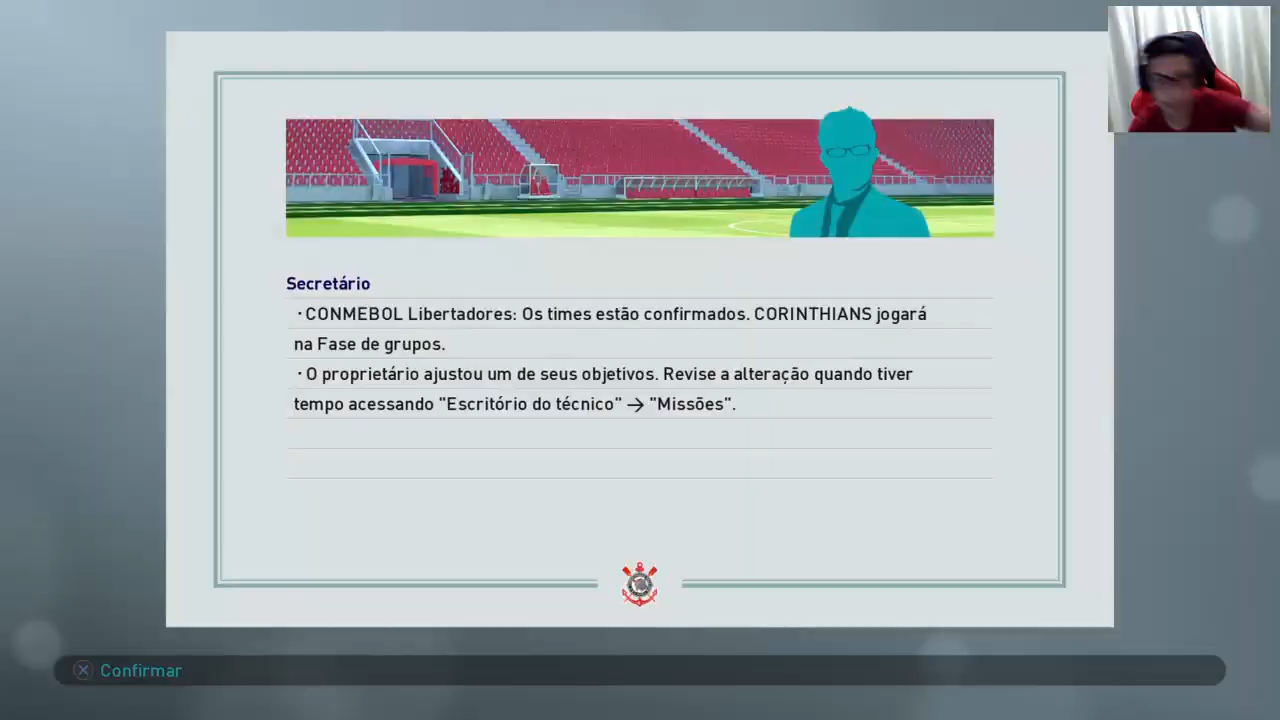 Secretário
・CONMEBOL Libertadores: Os times estão confirmados. CORINTHIANS jogará
na Fase de grupos.
・O proprietário ajustou um de seus objetivos. Revise a alteração quando tiver
tempo acessando "Escritório do técnico" → "Missões".
Confirmar